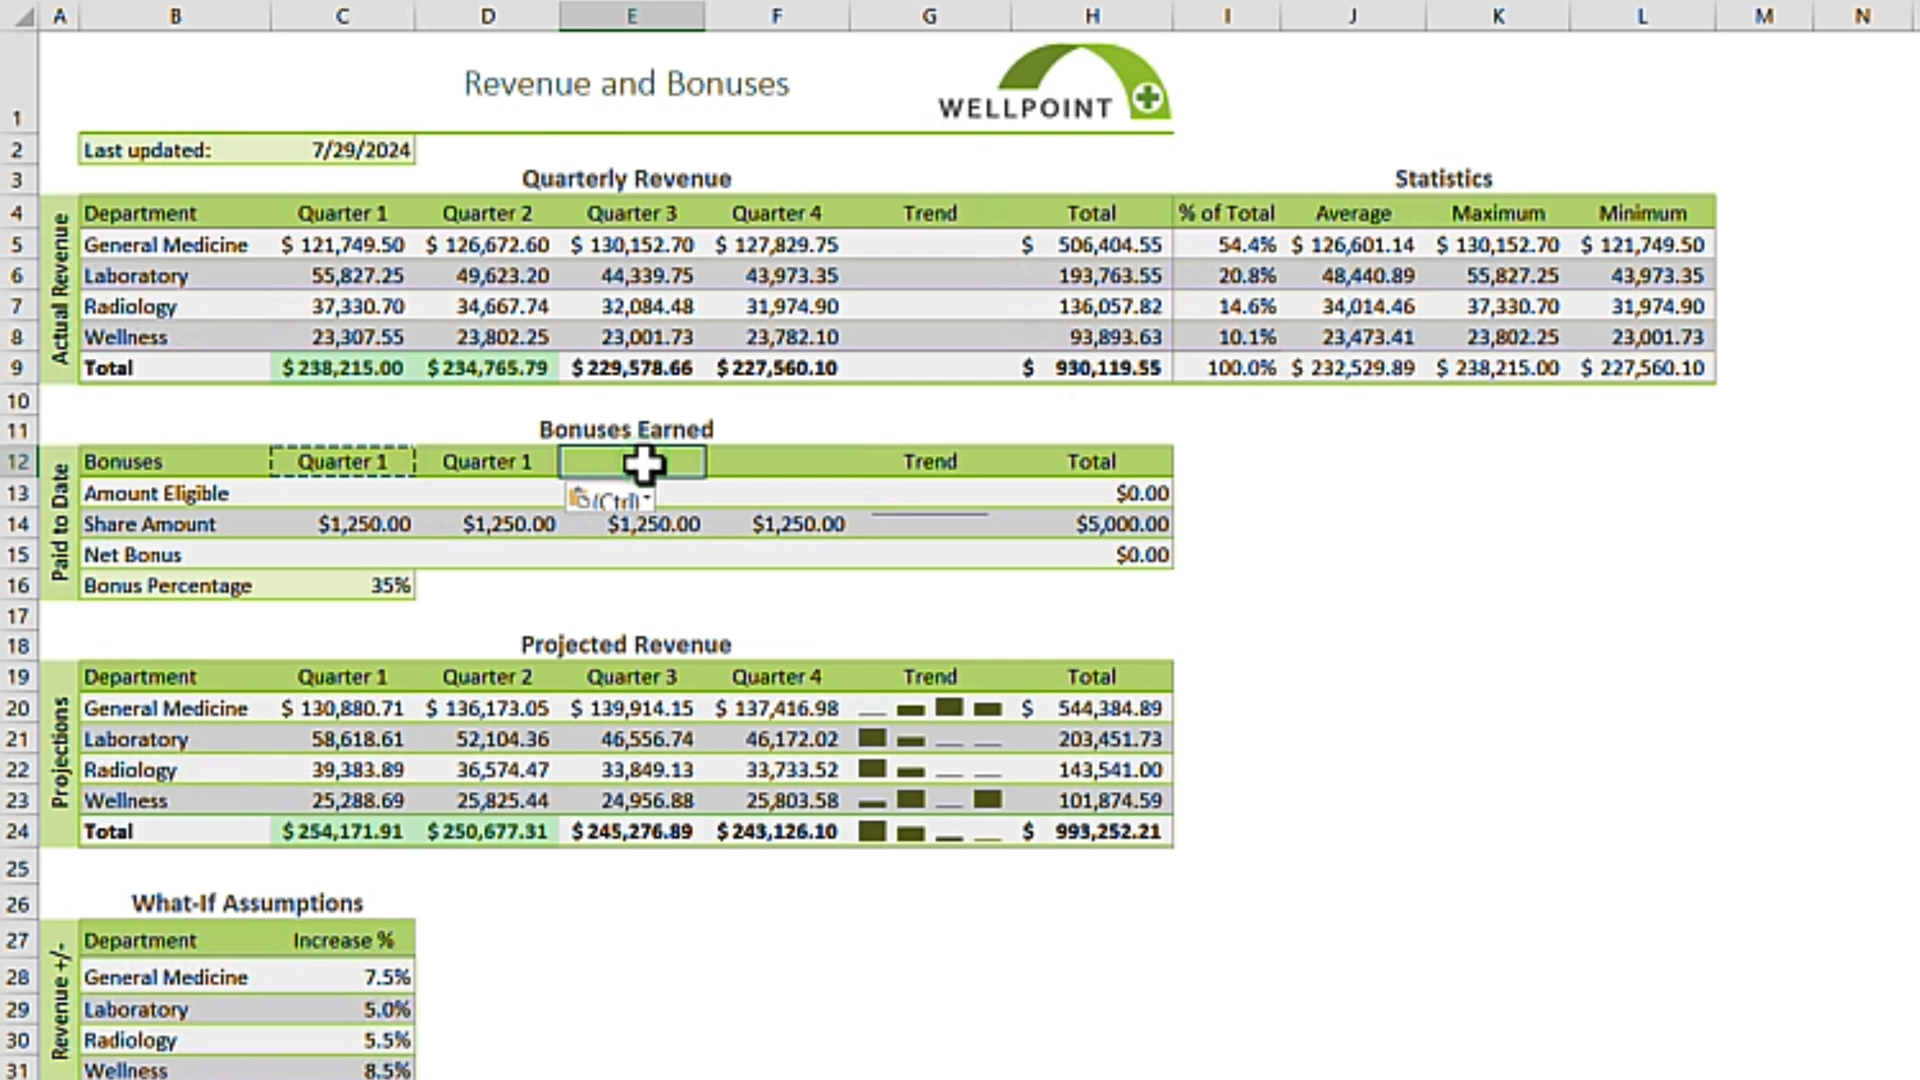 A B C D E F G H I J K L M N
Revenue and Bonuses
WELLPOINT
1
2 Last updated: 7/29/2024
3 Quarterly Revenue Statistics
Actual Revenue
4 Department Quarter 1 Quarter 2 Quarter 3 Quarter 4 Trend Total % of Total Average Maximum Minimum
5 General Medicine $ 121,749.50 $ 126,672.60 $ 130,152.70 $ 127,829.75 $ 506,404.55 54.4% $ 126,601.14 $ 130,152.70 $ 121,749.50
6 Laboratory 55,827.25 49,623.20 44,339.75 43,973.35 193,763.55 20.8% 48,440.89 55,827.25 43,973.35
7 Radiology 37,330.70 34,667.74 32,084.48 31,974.90 136,057.82 14.6% 34,014.46 37,330.70 31,974.90
8 Wellness 23,307.55 23,802.25 23,001.73 23,782.10 93,893.63 10.1% 23,473.41 23,802.25 23,001.73
9 Total $ 238,215.00 $ 234,765.79 $ 229,578.66 $ 227,560.10 $ 930,119.55 100.0% $ 232,529.89 $ 238,215.00 $ 227,560.10
10
11 Bonuses Earned
Paid to Date
12 Bonuses Quarter 1 Quarter 1 Trend Total
13 Amount Eligible (Ctrl) $0.00
14 Share Amount $1,250.00 $1,250.00 $1,250.00 $1,250.00 $5,000.00
15 Net Bonus $0.00
16 Bonus Percentage 35%
17
18 Projected Revenue
Projections
19 Department Quarter 1 Quarter 2 Quarter 3 Quarter 4 Trend Total
20 General Medicine $ 130,880.71 $ 136,173.05 $ 139,914.15 $ 137,416.98 $ 544,384.89
21 Laboratory 58,618.61 52,104.36 46,556.74 46,172.02 203,451.73
22 Radiology 39,383.89 36,574.47 33,849.13 33,733.52 143,541.00
23 Wellness 25,288.69 25,825.44 24,956.88 25,803.58 101,874.59
24 Total $ 254,171.91 $ 250,677.31 $ 245,276.89 $ 243,126.10 $ 993,252.21
25
26 What-If Assumptions
Revenue +/-
27 Department Increase %
28 General Medicine 7.5%
29 Laboratory 5.0%
30 Radiology 5.5%
31 Wellness 8.5%